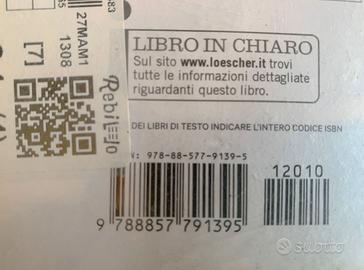 27MAM1
1308
[7]
Rebillo
LIBRO IN CHIARO
Sul sito www.loescher.it trovi
tutte le informazioni dettagliate
riguardanti questo libro.
DEI LIBRI DI TESTO INDICARE L'INTERO CODICE ISBN
N: 978-88-577-9139-5
12010
9 788857 791395
subito